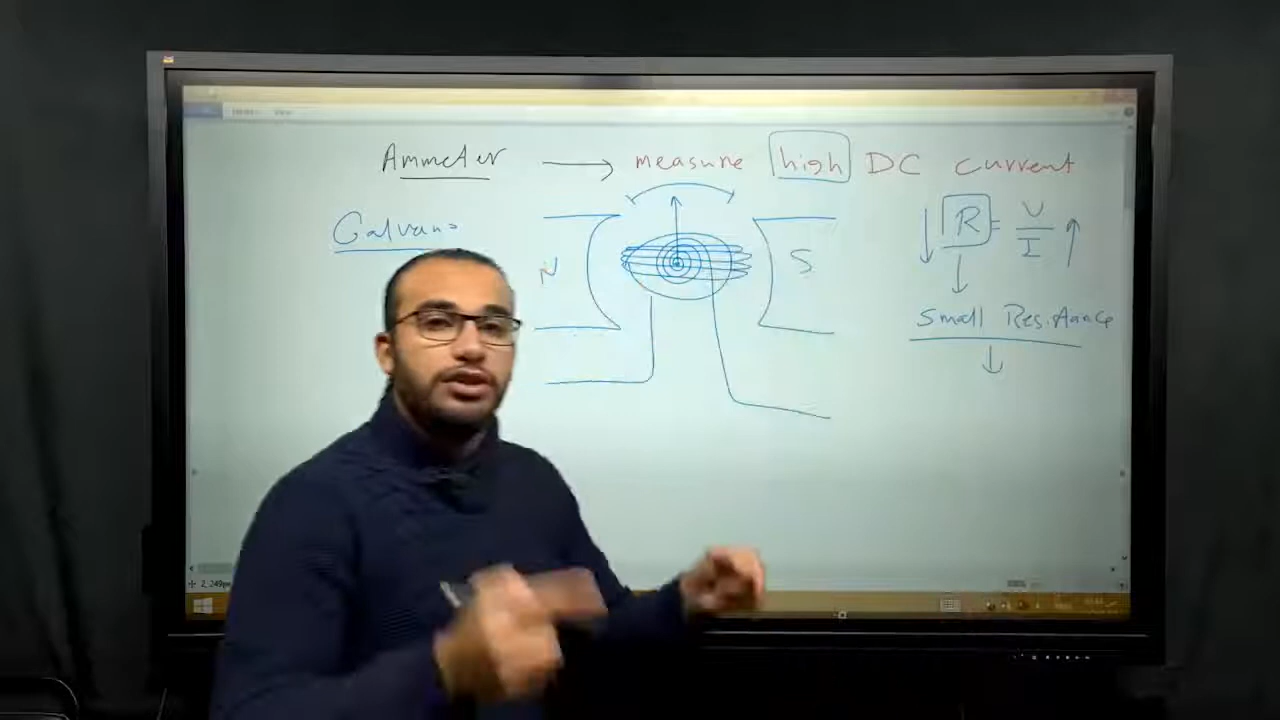 Ammeter → measure high DC current
Galvano
N
S
R = V / I
Small Resistance